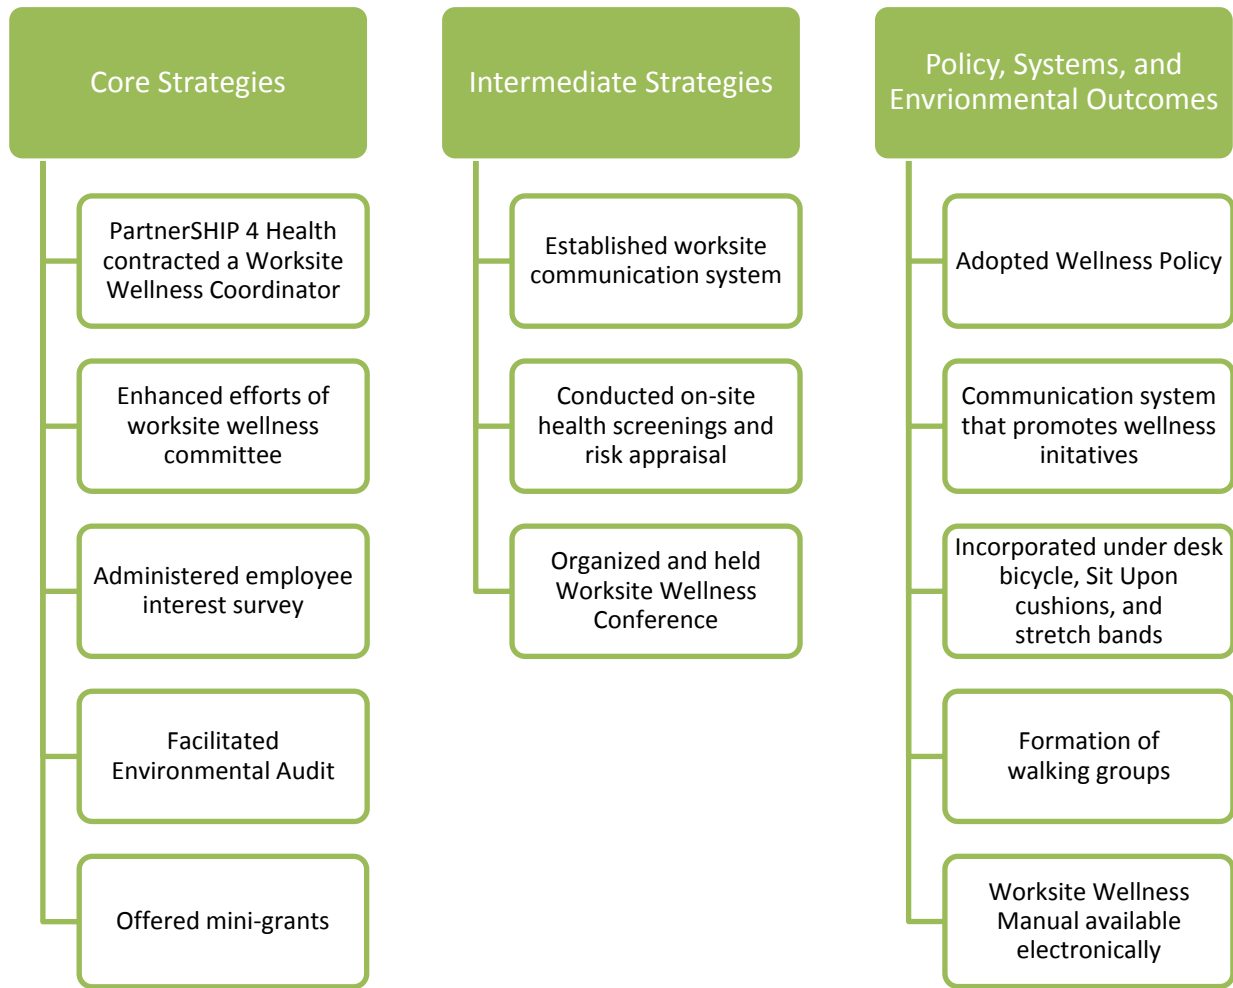 Core Strategies
PartnerSHIP 4 Health
contracted a Worksite
Wellness Coordinator
Enhanced efforts of
worksite wellness
committee
Administered employee
interest survey
Facilitated
Environmental Audit
Offered mini-grants
Intermediate Strategies
Established worksite
communication system
Conducted on-site
health screenings and
risk appraisal
Organized and held
Worksite Wellness
Conference
Policy, Systems, and
Envrionmental Outcomes
Adopted Wellness Policy
Communication system
that promotes wellness
initatives
Incorporated under desk
bicycle, Sit Upon
cushions, and
stretch bands
Formation of
walking groups
Worksite Wellness
Manual available
electronically